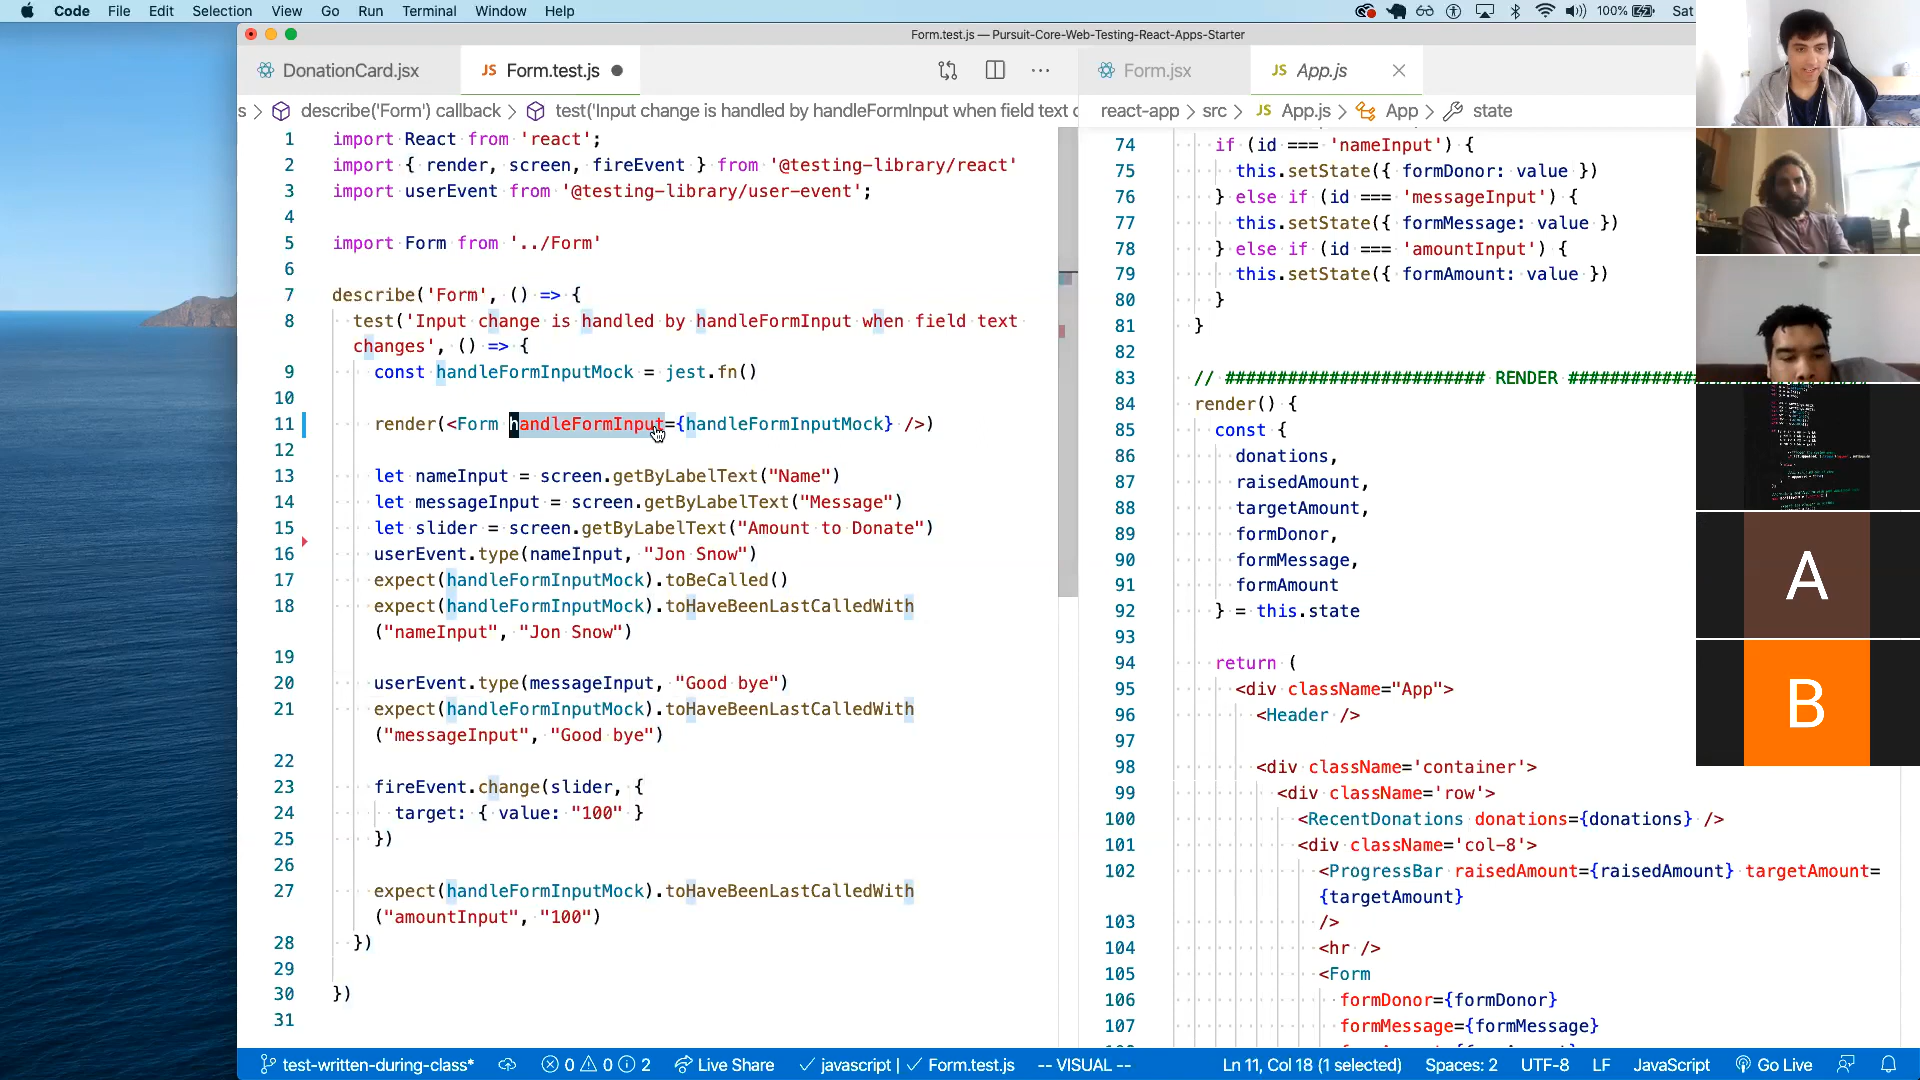 Code File Edit Selection View Go Run Terminal Window Help 100% Sat
Form.test.js — Pursuit-Core-Web-Testing-React-Apps-Starter
DonationCard.jsx JS Form.test.js ● ··· Form.jsx JS App.js
s > describe('Form') callback > test('Input change is handled by handleFormInput when field text c
react-app > src > JS App.js > App > state
1 import React from 'react';
2 import { render, screen, fireEvent } from '@testing-library/react'
3 import userEvent from '@testing-library/user-event';
4
5 import Form from '../Form'
6
7 describe('Form', () => {
8 test('Input change is handled by handleFormInput when field text
changes', () => {
9 const handleFormInputMock = jest.fn()
10
11 render(<Form handleFormInput={handleFormInputMock} />)
12
13 let nameInput = screen.getByLabelText("Name")
14 let messageInput = screen.getByLabelText("Message")
15 let slider = screen.getByLabelText("Amount to Donate")
16 userEvent.type(nameInput, "Jon Snow")
17 expect(handleFormInputMock).toBeCalled()
18 expect(handleFormInputMock).toHaveBeenLastCalledWith
("nameInput", "Jon Snow")
19
20 userEvent.type(messageInput, "Good bye")
21 expect(handleFormInputMock).toHaveBeenLastCalledWith
("messageInput", "Good bye")
22
23 fireEvent.change(slider, {
24 target: { value: "100" }
25 })
26
27 expect(handleFormInputMock).toHaveBeenLastCalledWith
("amountInput", "100")
28 })
29
30 })
31
74 if (id === 'nameInput') {
75 this.setState({ formDonor: value })
76 } else if (id === 'messageInput') {
77 this.setState({ formMessage: value })
78 } else if (id === 'amountInput') {
79 this.setState({ formAmount: value })
80 }
81 }
82
83 // ######################### RENDER #############
84 render() {
85 const {
86 donations,
87 raisedAmount,
88 targetAmount,
89 formDonor,
90 formMessage,
91 formAmount
92 } = this.state
93
94 return (
95 <div className="App">
96 <Header />
97
98 <div className='container'>
99 <div className='row'>
100 <RecentDonations donations={donations} />
101 <div className='col-8'>
102 <ProgressBar raisedAmount={raisedAmount} targetAmount=
{targetAmount}
103 />
104 <hr />
105 <Form
106 formDonor={formDonor}
107 formMessage={formMessage}
A
B
test-written-during-class* 0 0 2 Live Share javascript | Form.test.js -- VISUAL -- Ln 11, Col 18 (1 selected) Spaces: 2 UTF-8 LF JavaScript Go Live